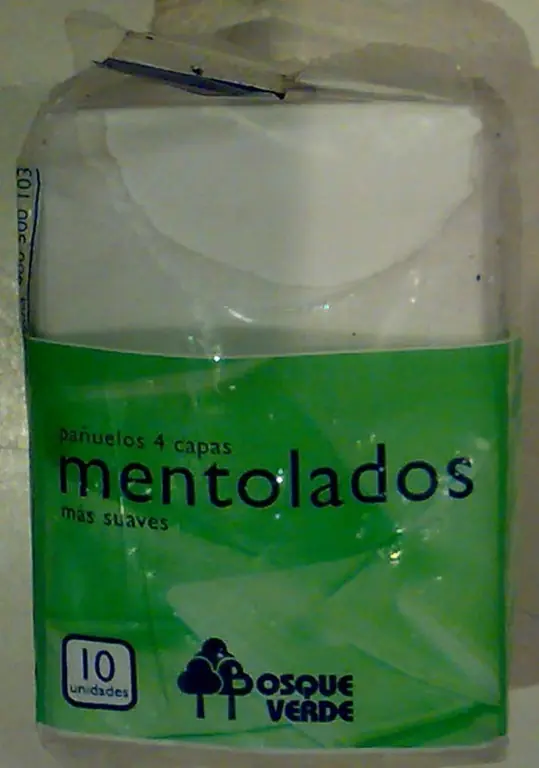 pañuelos 4 capas
mentolados
más suaves
10
unidades
BOSQUE
VERDE